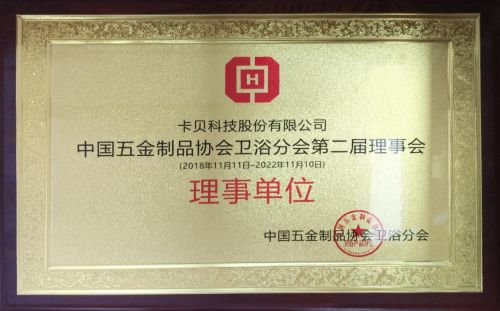 H
卡贝科技股份有限公司
中国五金制品协会卫浴分会第二届理事会
(2018年11月11日-2022年11月10日)
理事单位
中国五金制品协会卫浴分会